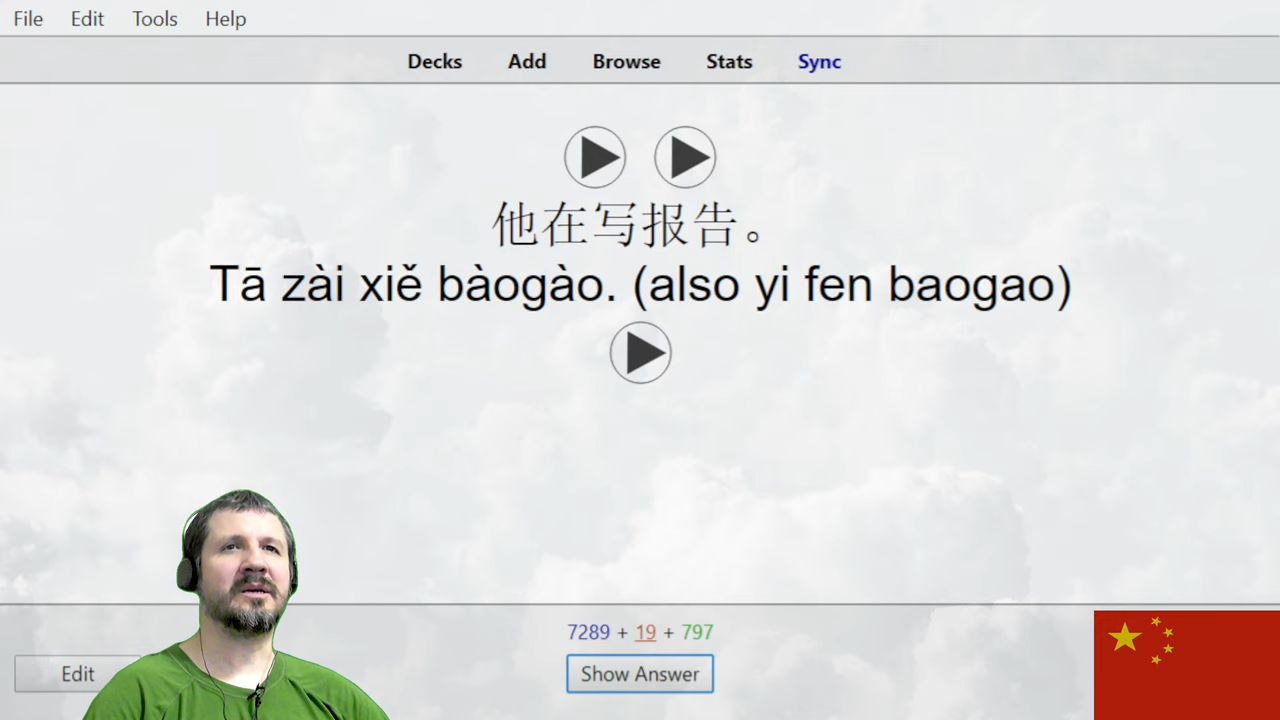 File Edit Tools Help
Decks Add Browse Stats Sync
他在写报告。
Tā zài xiě bàogào. (also yi fen baogao)
7289 + 19 + 797
Edit Show Answer